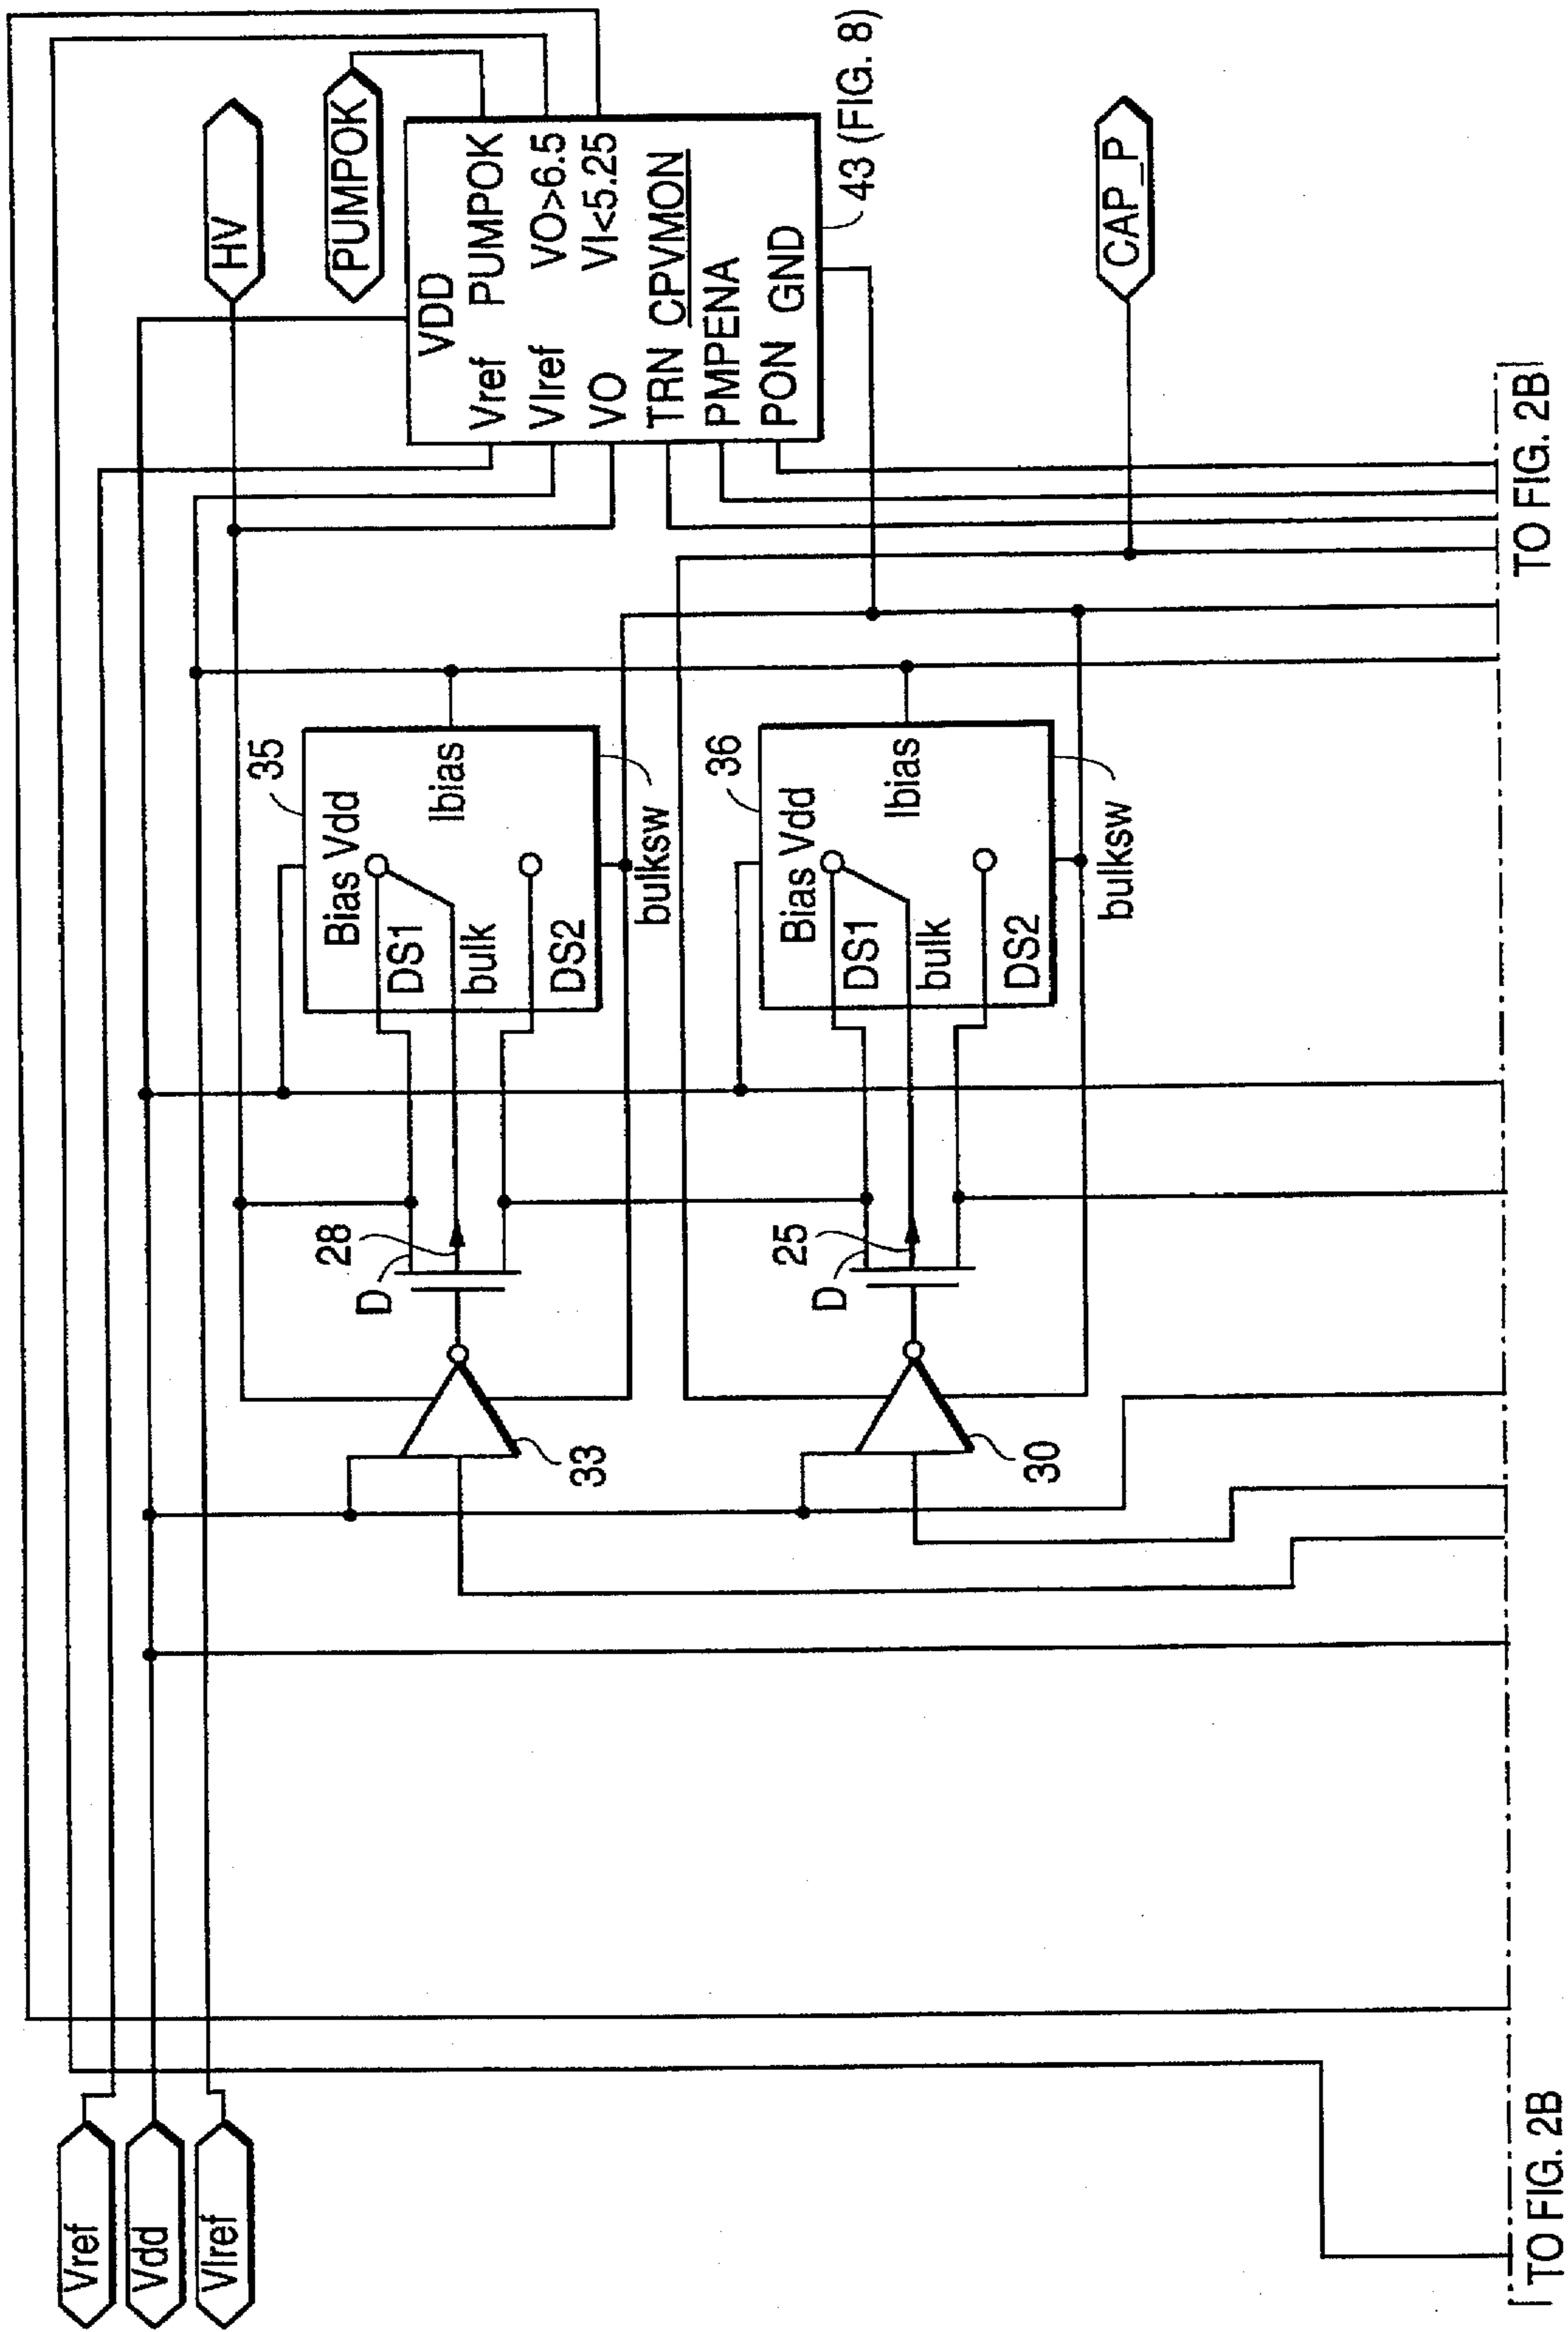 Vref
Vdd
VIref
HV
PUMPOK
VDD
Vref PUMPOK
VIref VO>6.5
VO VI<5.25
TRN CPVMON
PMPENA
PON GND
43 (FIG. 8)
CAP_P
35
Bias Vdd
DS1
Ibias
bulk
DS2
bulksw
28
D
33
36
Bias Vdd
DS1
Ibias
bulk
DS2
bulksw
25
D
30
TO FIG. 2B
TO FIG. 2B